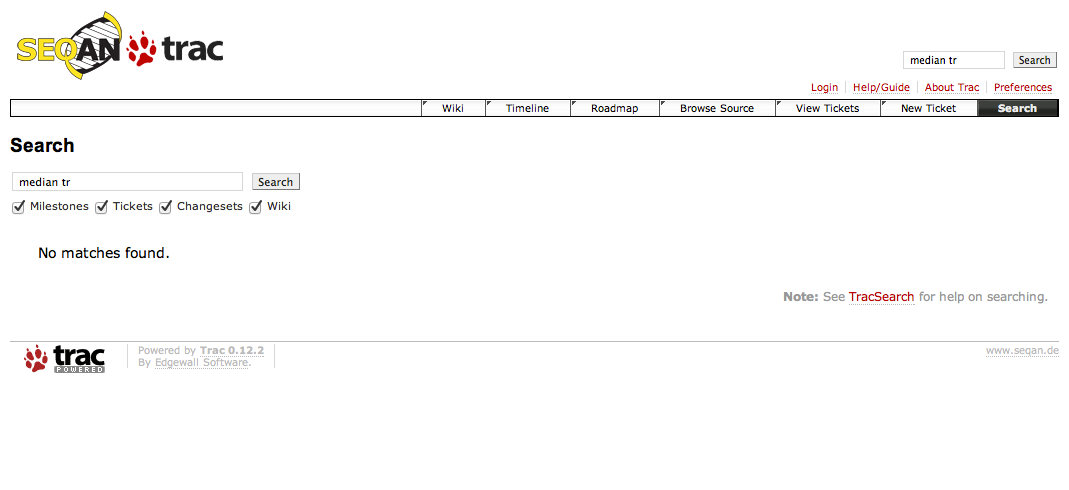 SEQAN trac
median tr Search
Login Help/Guide About Trac Preferences
Wiki Timeline Roadmap Browse Source View Tickets New Ticket Search
Search
median tr Search
Milestones Tickets Changesets Wiki
No matches found.
Note: See TracSearch for help on searching.
trac POWERED
Powered by Trac 0.12.2
By Edgewall Software.
www.seqan.de